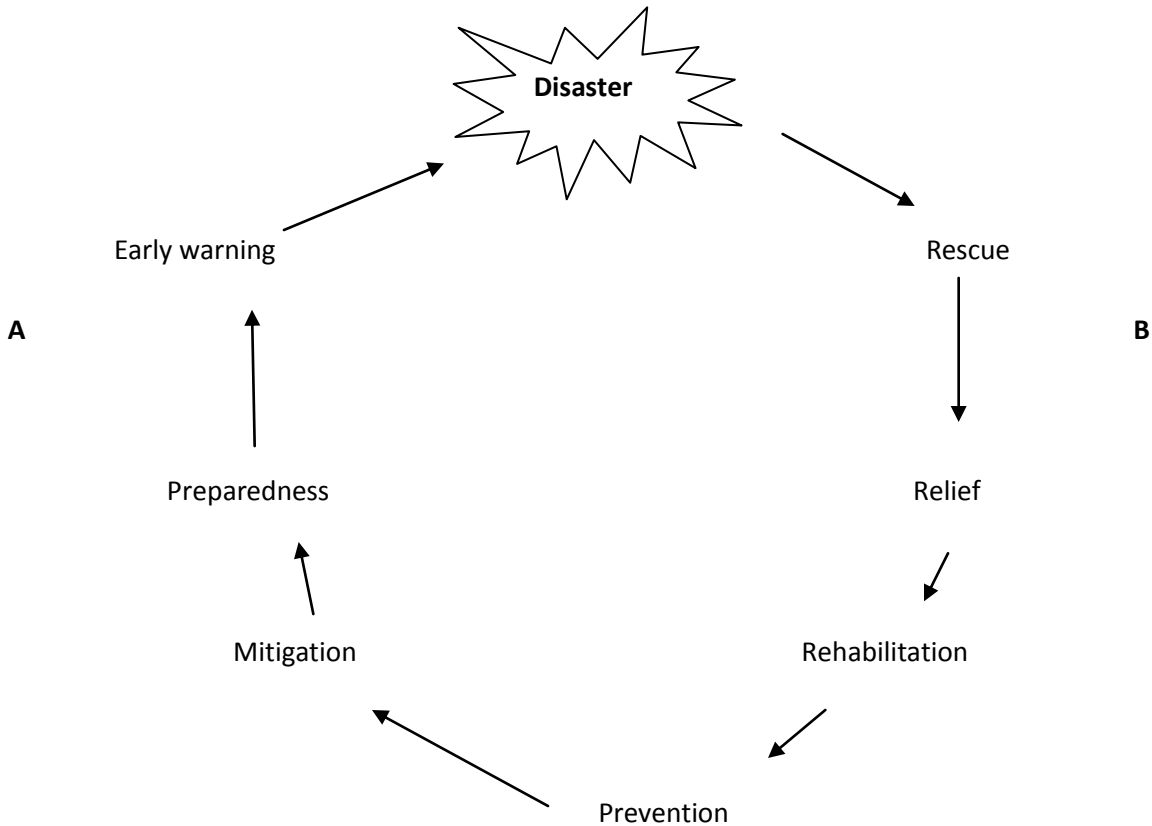 Disaster
Early warning
Rescue
A
B
Preparedness
Relief
Mitigation
Rehabilitation
Prevention